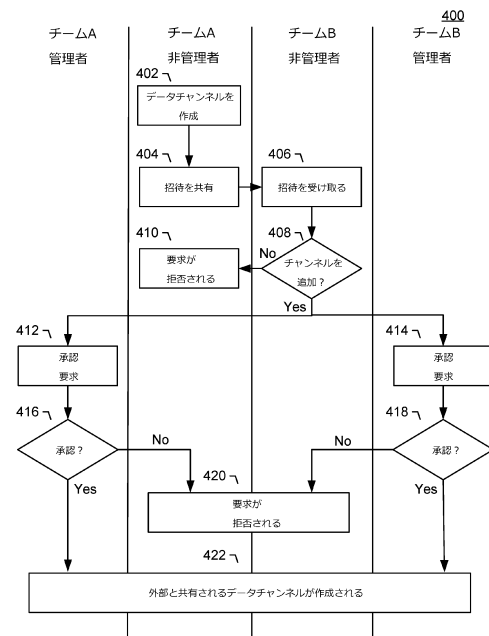 400
チームA
管理者
チームA
非管理者
チームB
非管理者
チームB
管理者
402
データチャンネルを
作成
404
招待を共有
406
招待を受け取る
408
チャンネルを
追加?
No
Yes
410
要求が
拒否される
412
承認
要求
414
承認
要求
416
承認?
No
Yes
418
承認?
No
Yes
420
要求が
拒否される
422
外部と共有されるデータチャンネルが作成される